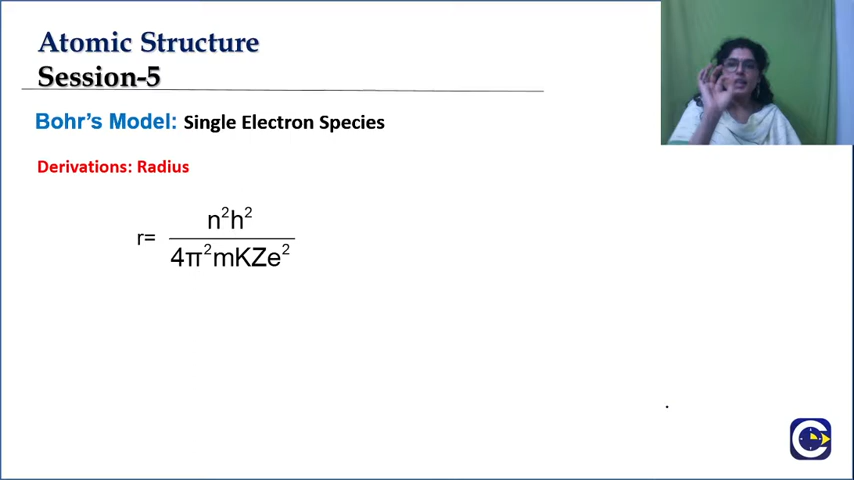 Atomic Structure
Session-5
Bohr's Model: Single Electron Species
Derivations: Radius
r= n²h² / 4π²mKZe²